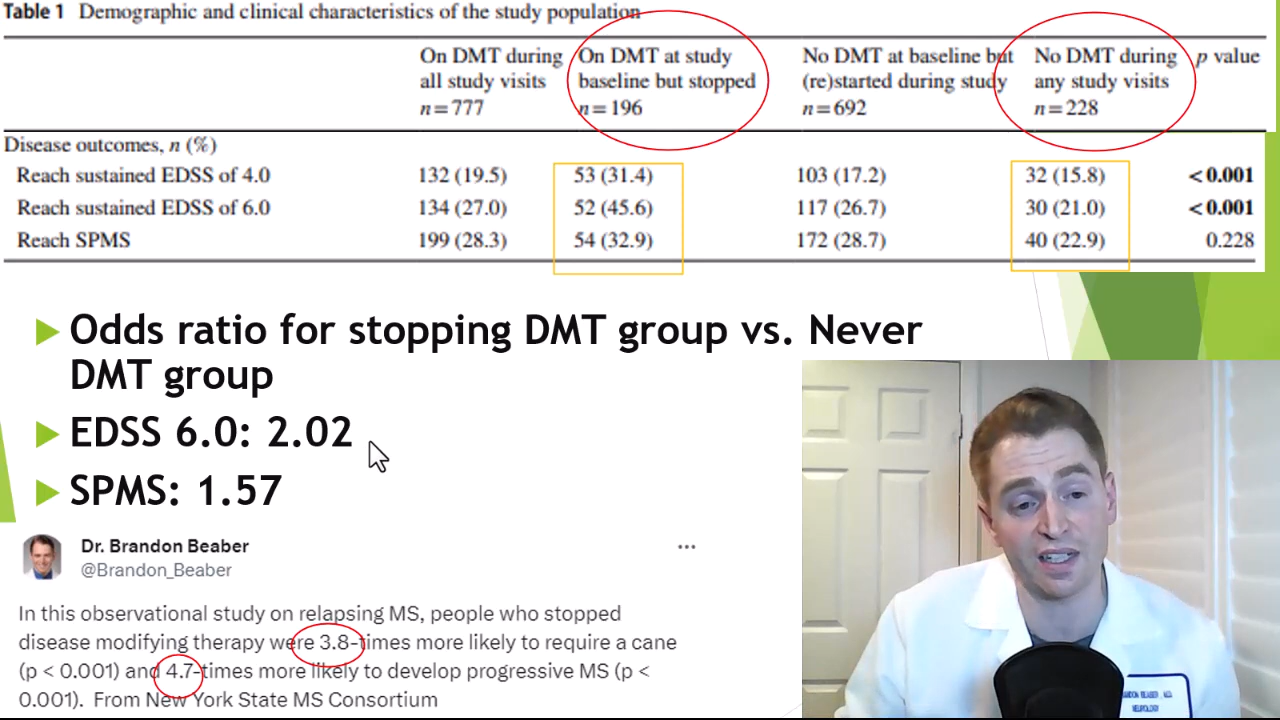 Table 1 Demographic and clinical characteristics of the study population
On DMT during all study visits n=777
On DMT at study baseline but stopped n=196
No DMT at baseline but (re)started during study n=692
No DMT during any study visits n=228
p value
Disease outcomes, n (%)
Reach sustained EDSS of 4.0 132 (19.5) 53 (31.4) 103 (17.2) 32 (15.8) <0.001
Reach sustained EDSS of 6.0 134 (27.0) 52 (45.6) 117 (26.7) 30 (21.0) <0.001
Reach SPMS 199 (28.3) 54 (32.9) 172 (28.7) 40 (22.9) 0.228
Odds ratio for stopping DMT group vs. Never
DMT group
EDSS 6.0: 2.02
SPMS: 1.57
Dr. Brandon Beaber
@Brandon_Beaber
In this observational study on relapsing MS, people who stopped
disease modifying therapy were 3.8-times more likely to require a cane
(p < 0.001) and 4.7-times more likely to develop progressive MS (p <
0.001). From New York State MS Consortium
BEABER, M.D.
NEUROLOGY